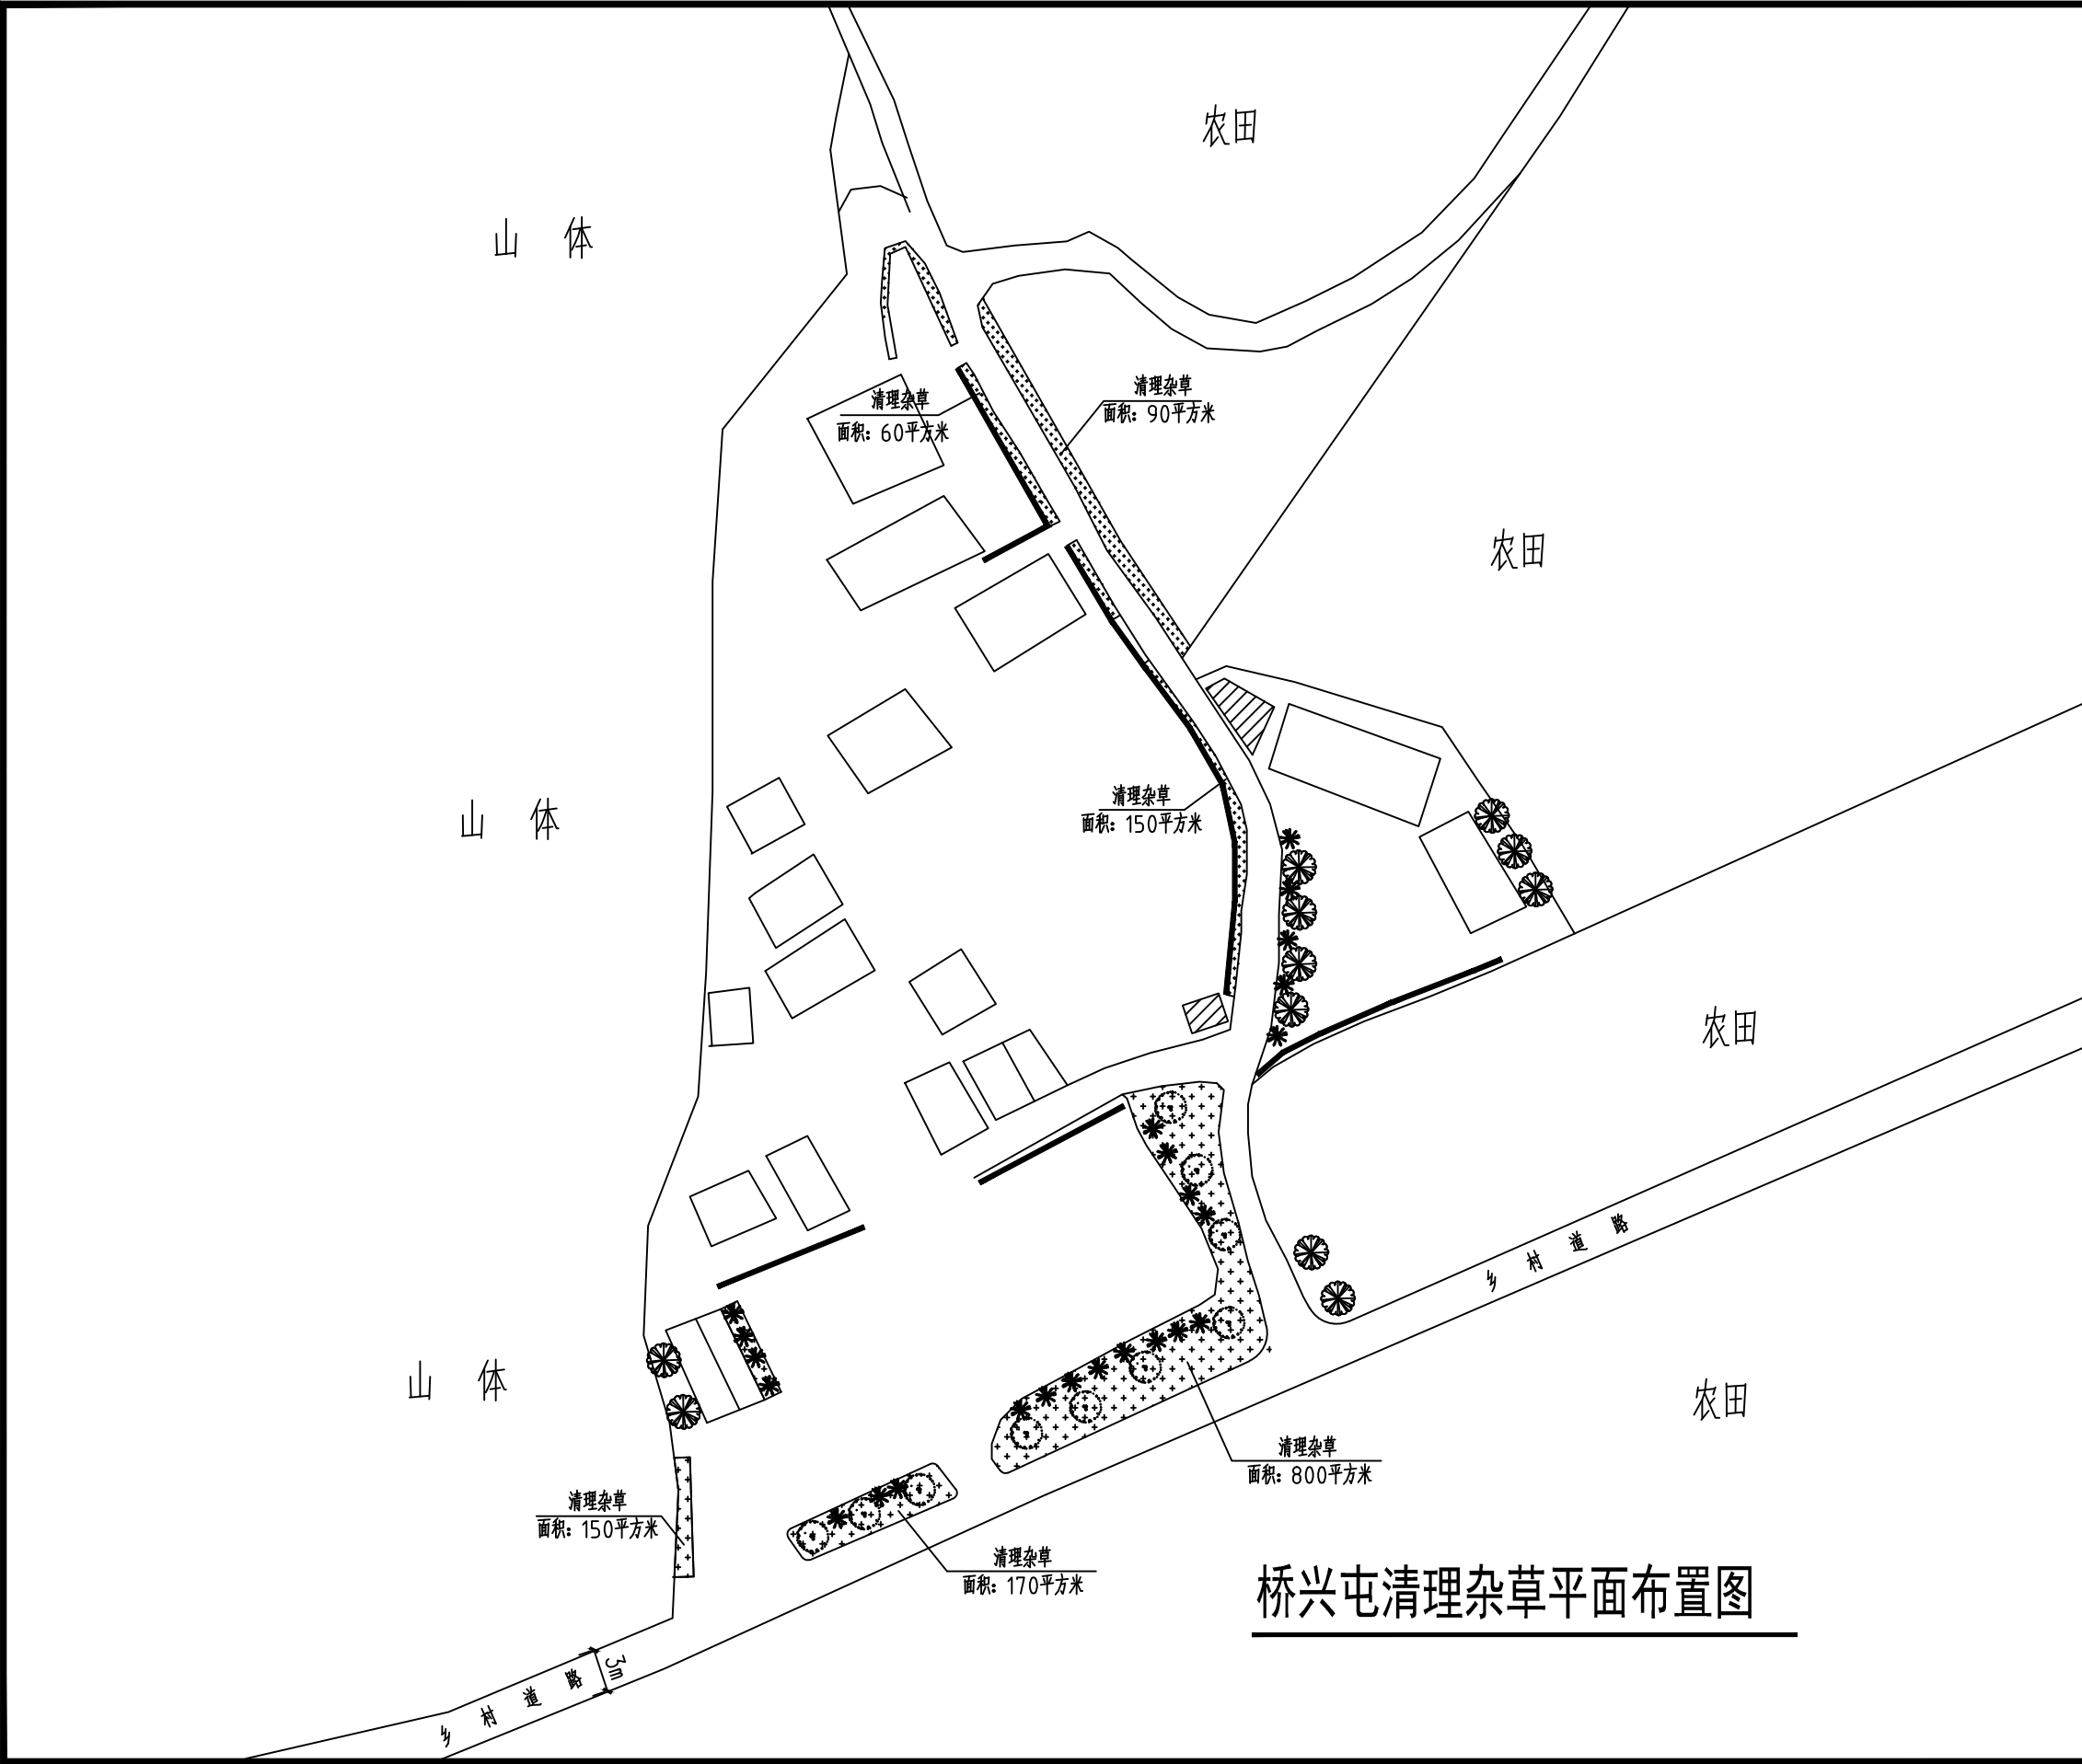 农田
山 体
清理杂草
面积：60平方米
清理杂草
面积：90平方米
农田
山 体
清理杂草
面积：150平方米
农田
乡 村 道 路
山 体
农田
清理杂草
面积：800平方米
清理杂草
面积：150平方米
清理杂草
面积：170平方米
桥兴屯清理杂草平面布置图
3m
乡 村 道 路